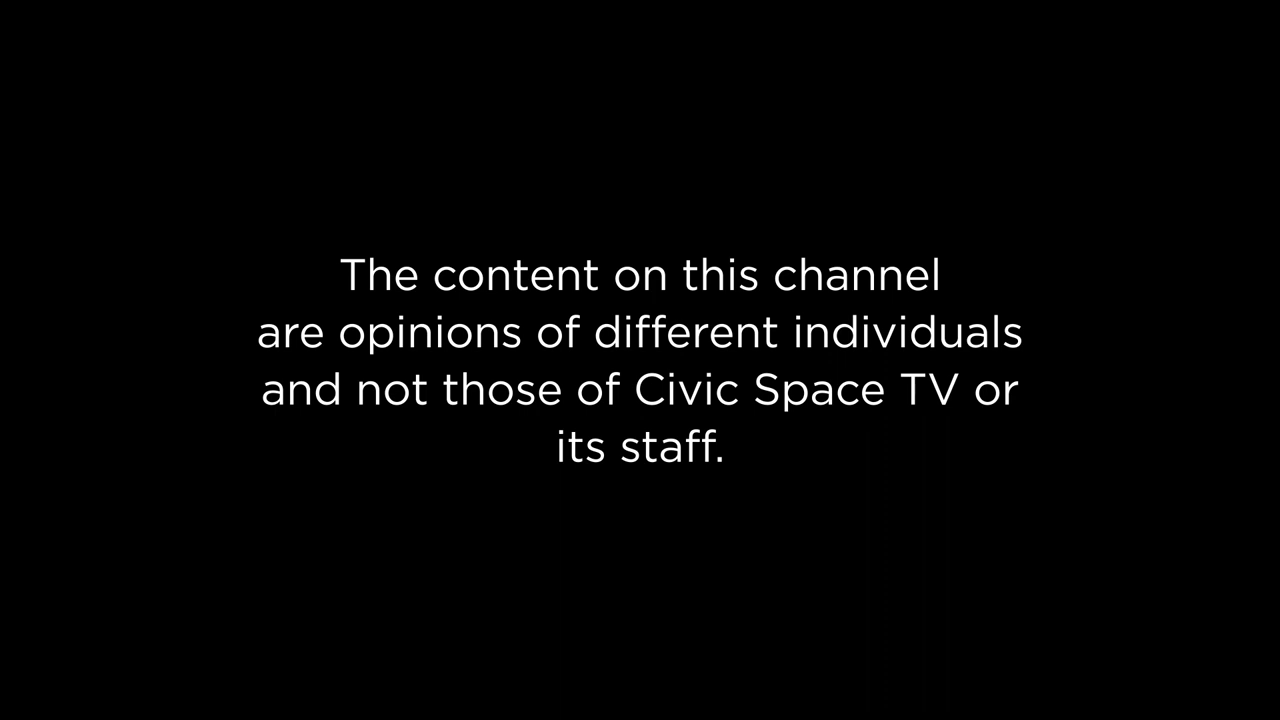 The content on this channel
are opinions of different individuals
and not those of Civic Space TV or
its staff.